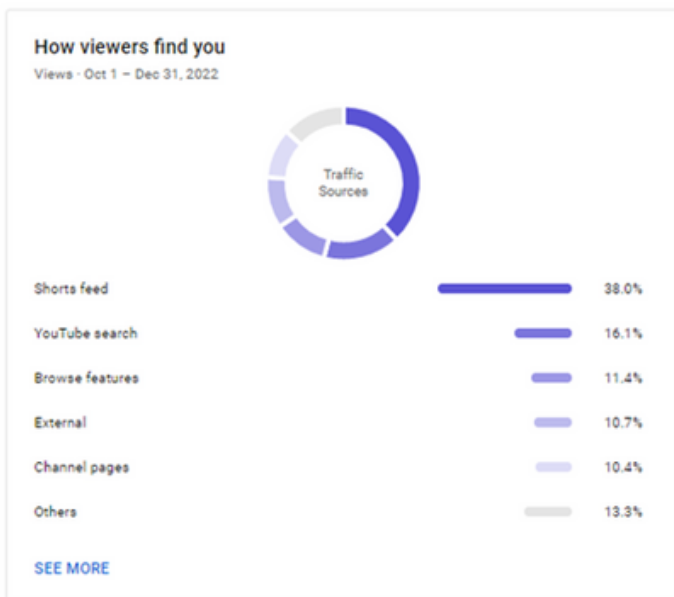 How viewers find you
Views · Oct 1 – Dec 31, 2022
Traffic
Sources
Shorts feed 38.0%
YouTube search 16.1%
Browse features 11.4%
External 10.7%
Channel pages 10.4%
Others 13.3%
SEE MORE